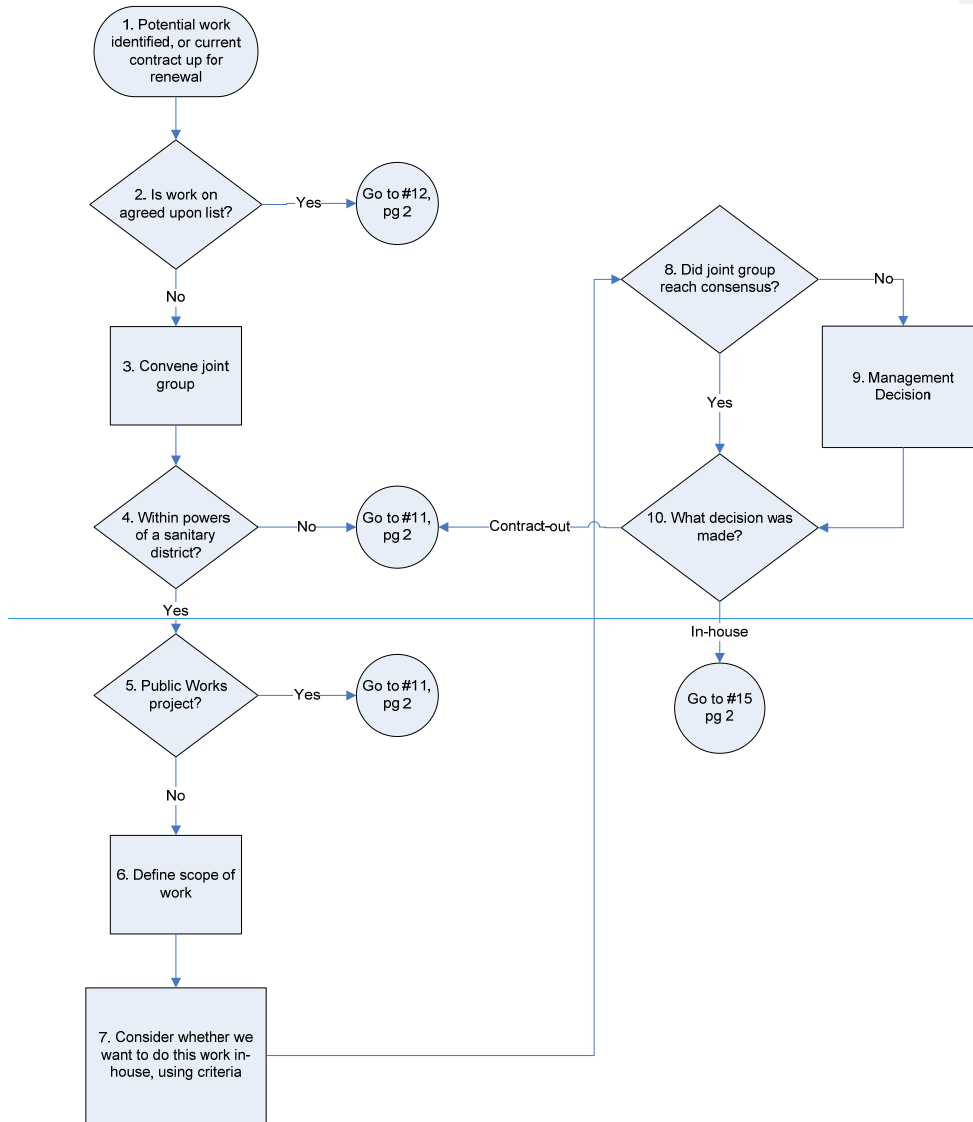 1. Potential work
identified, or current
contract up for
renewal
2. Is work on
agreed upon list?
Yes
Go to #12,
pg 2
No
3. Convene joint
group
4. Within powers
of a sanitary
district?
No
Go to #11,
pg 2
Yes
5. Public Works
project?
Yes
Go to #11,
pg 2
No
6. Define scope of
work
7. Consider whether we
want to do this work in-
house, using criteria
8. Did joint group
reach consensus?
No
9. Management
Decision
Yes
10. What decision was
made?
Contract-out
In-house
Go to #15
pg 2